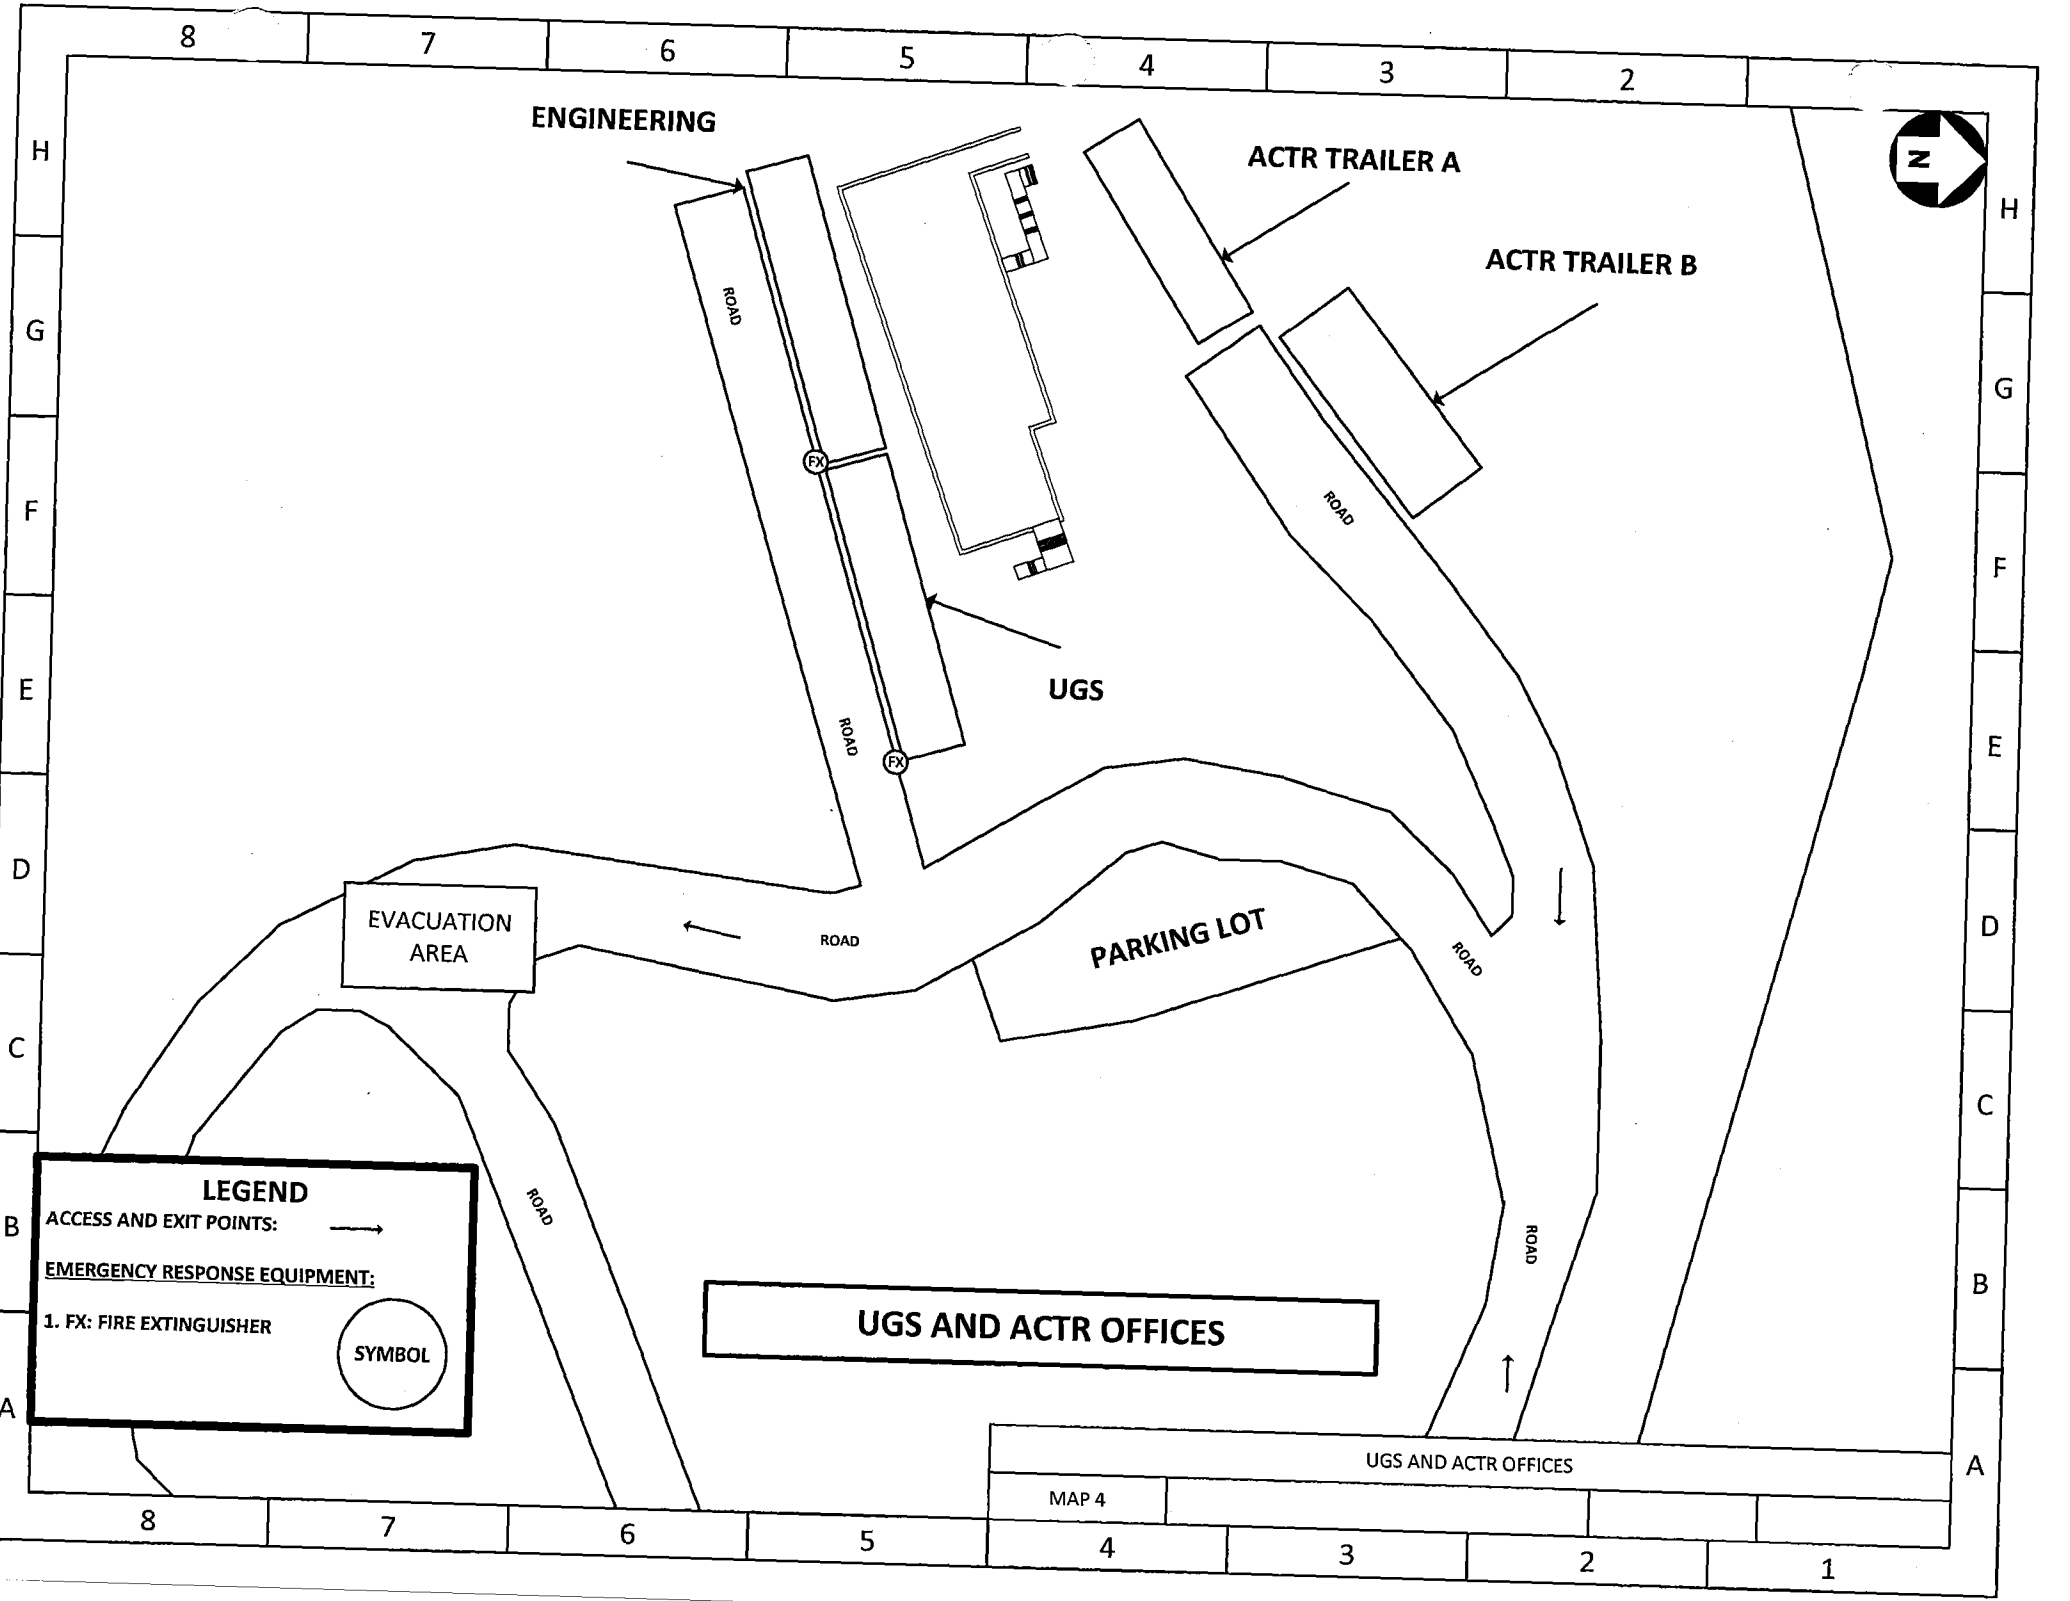 8 7 6 5 4 3 2
H
G
F
E
D
C
B
A
ENGINEERING
ACTR TRAILER A
N
H
ACTR TRAILER B
ROAD
G
FX
ROAD
F
UGS
ROAD
E
FX
EVACUATION
AREA
ROAD
PARKING LOT
ROAD
D
C
LEGEND
ACCESS AND EXIT POINTS:
EMERGENCY RESPONSE EQUIPMENT:
1. FX: FIRE EXTINGUISHER
SYMBOL
ROAD
ROAD
B
UGS AND ACTR OFFICES
UGS AND ACTR OFFICES
A
MAP 4
8 7 6 5 4 3 2 1